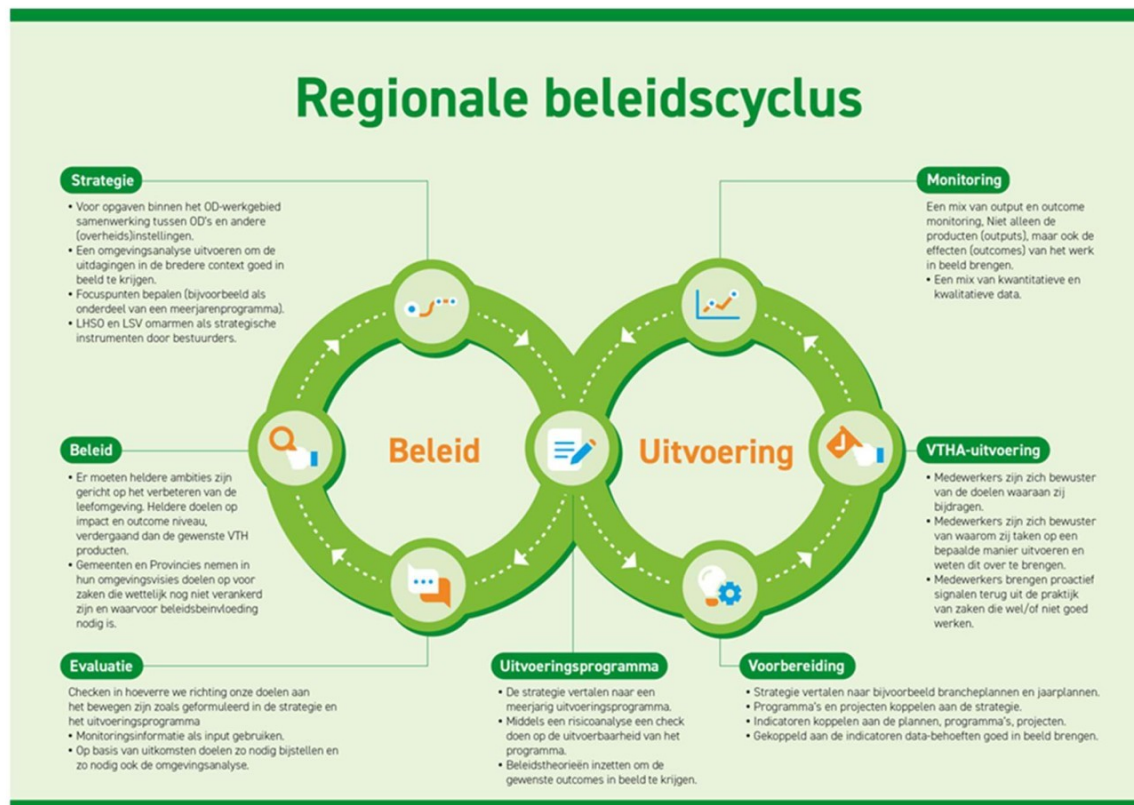 Regionale beleidscyclus
Strategie
• Voor opgaven binnen het OD-werkgebied
samenwerking tussen OD's en andere
(overheids)instellingen.
• Een omgevingsanalyse uitvoeren om de
uitdagingen in de bredere context goed in
beeld te krijgen.
• Focuspunten bepalen (bijvoorbeeld als
onderdeel van een meerjarenprogramma).
• LHSO en LSV omarmen als strategische
instrumenten door bestuurders.
Monitoring
Een mix van output en outcome
monitoring, Niet alleen de
producten (outputs), maar ook de
effecten (outcomes) van het werk
in beeld brengen.
• Een mix van kwantitatieve en
kwalitatieve data.
Beleid
Uitvoering
Beleid
• Er moeten heldere ambities zijn
gericht op het verbeteren van de
leefomgeving. Heldere doelen op
impact en outcome niveau,
verdergaand dan de gewenste VTH
producten.
• Gemeenten en Provincies nemen in
hun omgevingsvisies doelen op voor
zaken die wettelijk nog niet verankerd
zijn en waarvoor beleidsbeinvloeding
nodig is.
VTHA-uitvoering
• Medewerkers zijn zich bewuster
van de doelen waaraan zij
bijdragen.
• Medewerkers zijn zich bewuster
van waarom zij taken op een
bepaalde manier uitvoeren en
weten dit over te brengen.
• Medewerkers brengen proactief
signalen terug uit de praktijk
van zaken die wel/of niet goed
werken.
Evaluatie
Checken in hoeverre we richting onze doelen aan
het bewegen zijn zoals geformuleerd in de strategie en
het uitvoeringsprogramma
• Monitoringsinformatie als input gebruiken.
• Op basis van uitkomsten doelen zo nodig bijstellen en
zo nodig ook de omgevingsanalyse.
Uitvoeringsprogramma
• De strategie vertalen naar een
meerjarig uitvoeringsprogramma.
• Middels een risicoanalyse een check
doen op de uitvoerbaarheid van het
programma.
• Beleidstheorieën inzetten om de
gewenste outcomes in beeld te krijgen.
Voorbereiding
• Strategie vertalen naar bijvoorbeeld brancheplannen en jaarplannen.
• Programma's en projecten koppelen aan de strategie.
• Indicatoren koppelen aan de plannen, programma's, projecten.
• Gekoppeld aan de indicatoren data-behoeften goed in beeld brengen.